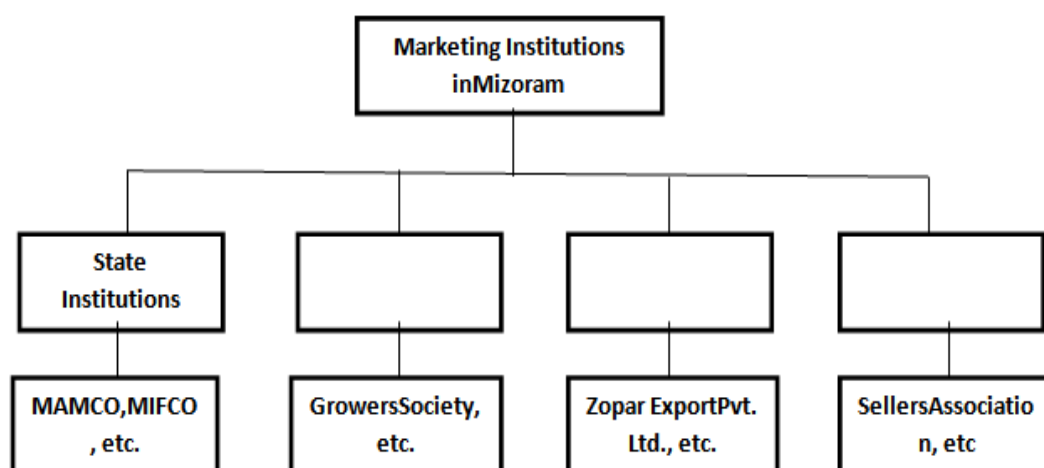 Marketing Institutions
inMizoram
State
Institutions
MAMCO,MIFCO
, etc.
GrowersSociety,
etc.
Zopar ExportPvt.
Ltd., etc.
SellersAssociatio
n, etc